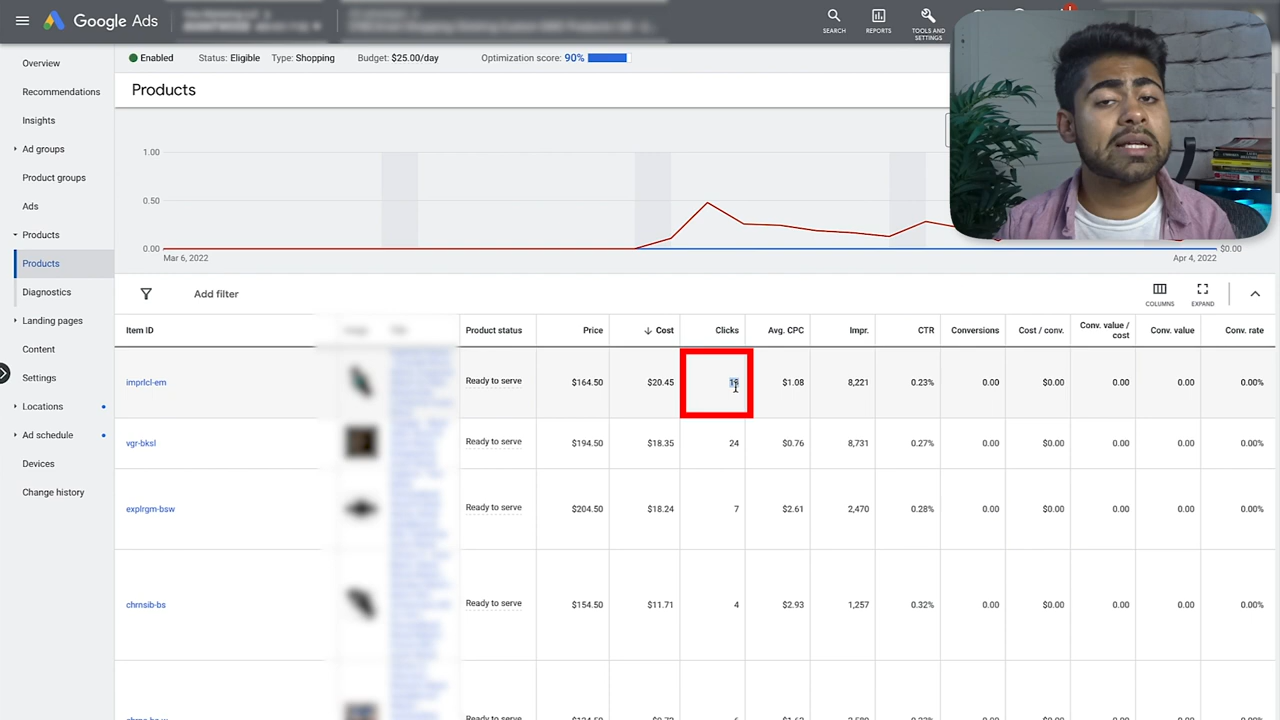 Google Ads
SEARCH
REPORTS
TOOLS AND
SETTINGS
Enabled
Status: Eligible
Type: Shopping
Budget: $25.00/day
Optimization score: 90%
Overview
Recommendations
Insights
Ad groups
Product groups
Ads
Products
Products
Diagnostics
Landing pages
Content
Settings
Locations
Ad schedule
Devices
Change history
Products
1.00
0.50
0.00
$0.00
Mar 6, 2022
Apr 4, 2022
Add filter
COLUMNS
EXPAND
Item ID
Product status
Price
Cost
Clicks
Avg. CPC
Impr.
CTR
Conversions
Cost / conv.
Conv. value /
cost
Conv. value
Conv. rate
imprlcl-em Ready to serve $164.50 $20.45 $1.08 8,221 0.23% 0.00 $0.00 0.00 0.00 0.00%
vgr-bksl Ready to serve $194.50 $18.35 24 $0.76 8,731 0.27% 0.00 $0.00 0.00 0.00 0.00%
explrgm-bsw Ready to serve $204.50 $18.24 7 $2.61 2,470 0.28% 0.00 $0.00 0.00 0.00 0.00%
chrnsib-bs Ready to serve $154.50 $11.71 4 $2.93 1,257 0.32% 0.00 $0.00 0.00 0.00 0.00%